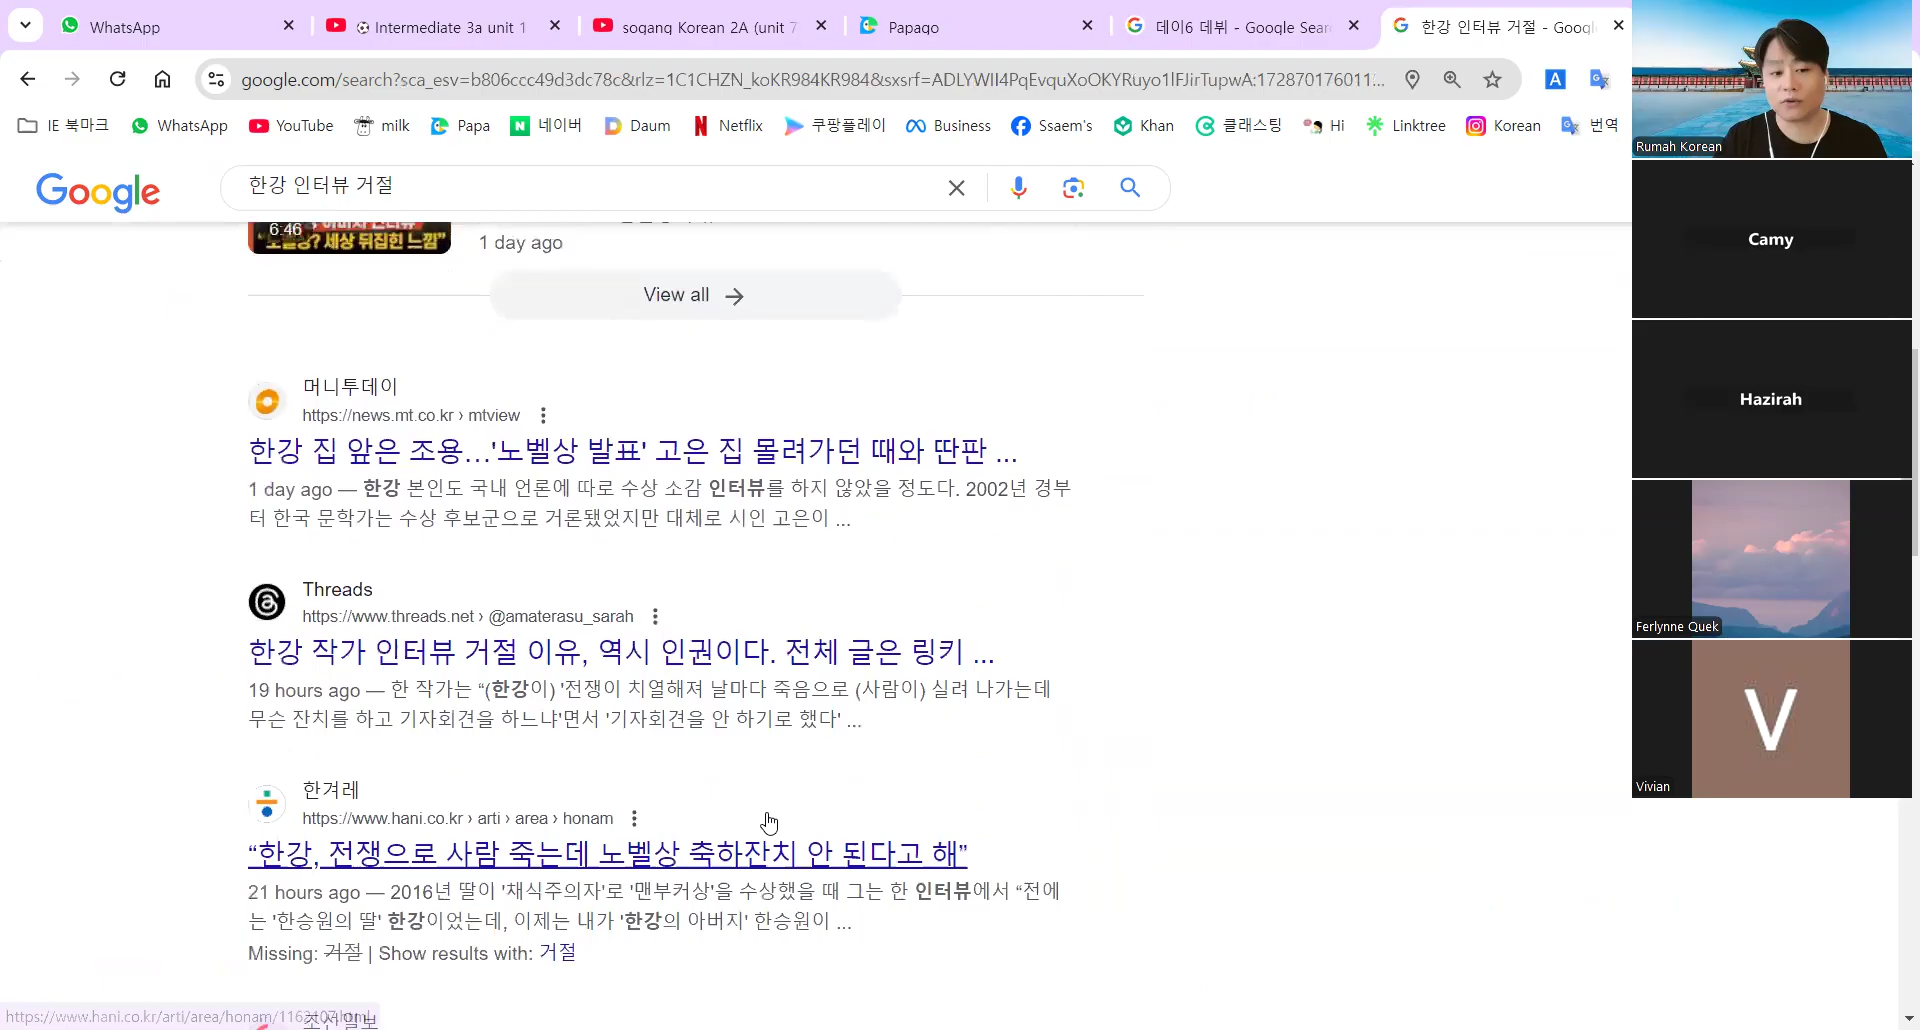 WhatsApp
Intermediate 3a unit 1
sogang Korean 2A (unit 7
Papago
데이6 데뷔 - Google Sear
한강 인터뷰 거절 - Googl
google.com/search?sca_esv=b806ccc49d3dc78c&rlz=1C1CHZN_koKR984KR984&sxsrf=ADLYWII4PqEvquXoOKYRuyo1lFJirTupwA:172870176011...
IE 북마크
WhatsApp
YouTube
milk
Papa
네이버
Daum
Netflix
쿠팡플레이
Business
Ssaem's
Khan
클래스팅
Hi
Linktree
Korean
번역
Google
한강 인터뷰 거절
6:46
세상 뒤집힌 느낌"
1 day ago
View all
머니투데이
https://news.mt.co.kr › mtview
한강 집 앞은 조용…'노벨상 발표' 고은 집 몰려가던 때와 딴판 ...
1 day ago — 한강 본인도 국내 언론에 따로 수상 소감 인터뷰를 하지 않았을 정도다. 2002년 경부
터 한국 문학가는 수상 후보군으로 거론됐었지만 대체로 시인 고은이 ...
Threads
https://www.threads.net › @amaterasu_sarah
한강 작가 인터뷰 거절 이유, 역시 인권이다. 전체 글은 링키 ...
19 hours ago — 한 작가는 “(한강이) '전쟁이 치열해져 날마다 죽음으로 (사람이) 실려 나가는데
무슨 잔치를 하고 기자회견을 하느냐'면서 '기자회견을 안 하기로 했다' ...
한겨레
https://www.hani.co.kr › arti › area › honam
“한강, 전쟁으로 사람 죽는데 노벨상 축하잔치 안 된다고 해”
21 hours ago — 2016년 딸이 '채식주의자'로 '맨부커상'을 수상했을 때 그는 한 인터뷰에서 “전에
는 '한승원의 딸' 한강이었는데, 이제는 내가 '한강의 아버지' 한승원이 ...
Missing: 거절 | Show results with: 거절
조선일보
https://www.hani.co.kr/arti/area/honam/1162107.html
Rumah Korean
Camy
Hazirah
Ferlynne Quek
V
Vivian